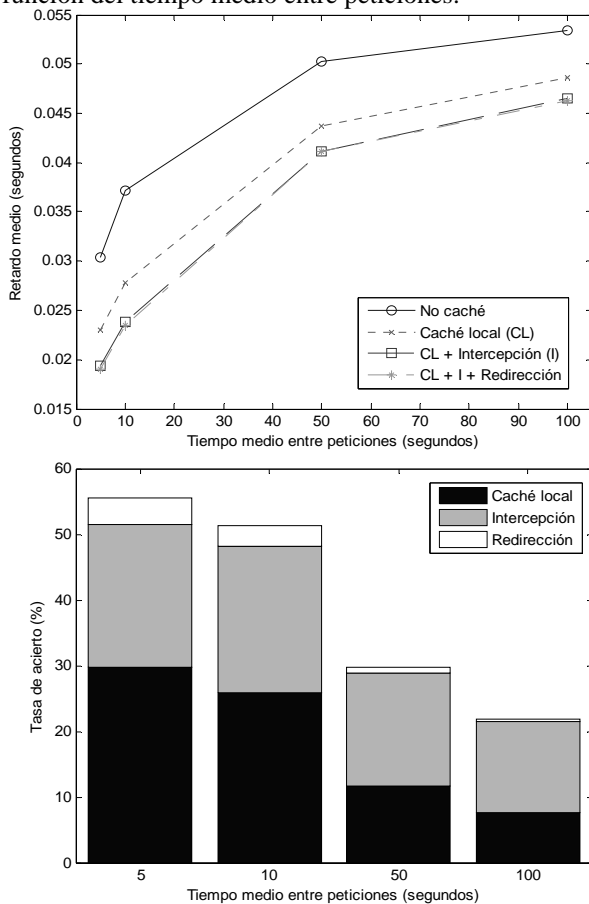 función del tiempo medio entre peticiones.
0.055
0.05
0.045
0.04
0.035
0.03
0.025
0.02
0.015
Retardo medio (segundos)
No caché
Caché local (CL)
CL + Intercepción (I)
CL + I + Redirección
0 10 20 30 40 50 60 70 80 90 100
Tiempo medio entre peticiones (segundos)
60
50
40
30
20
10
0
Tasa de acierto (%)
Caché local
Intercepción
Redirección
5 10 50 100
Tiempo medio entre peticiones (segundos)